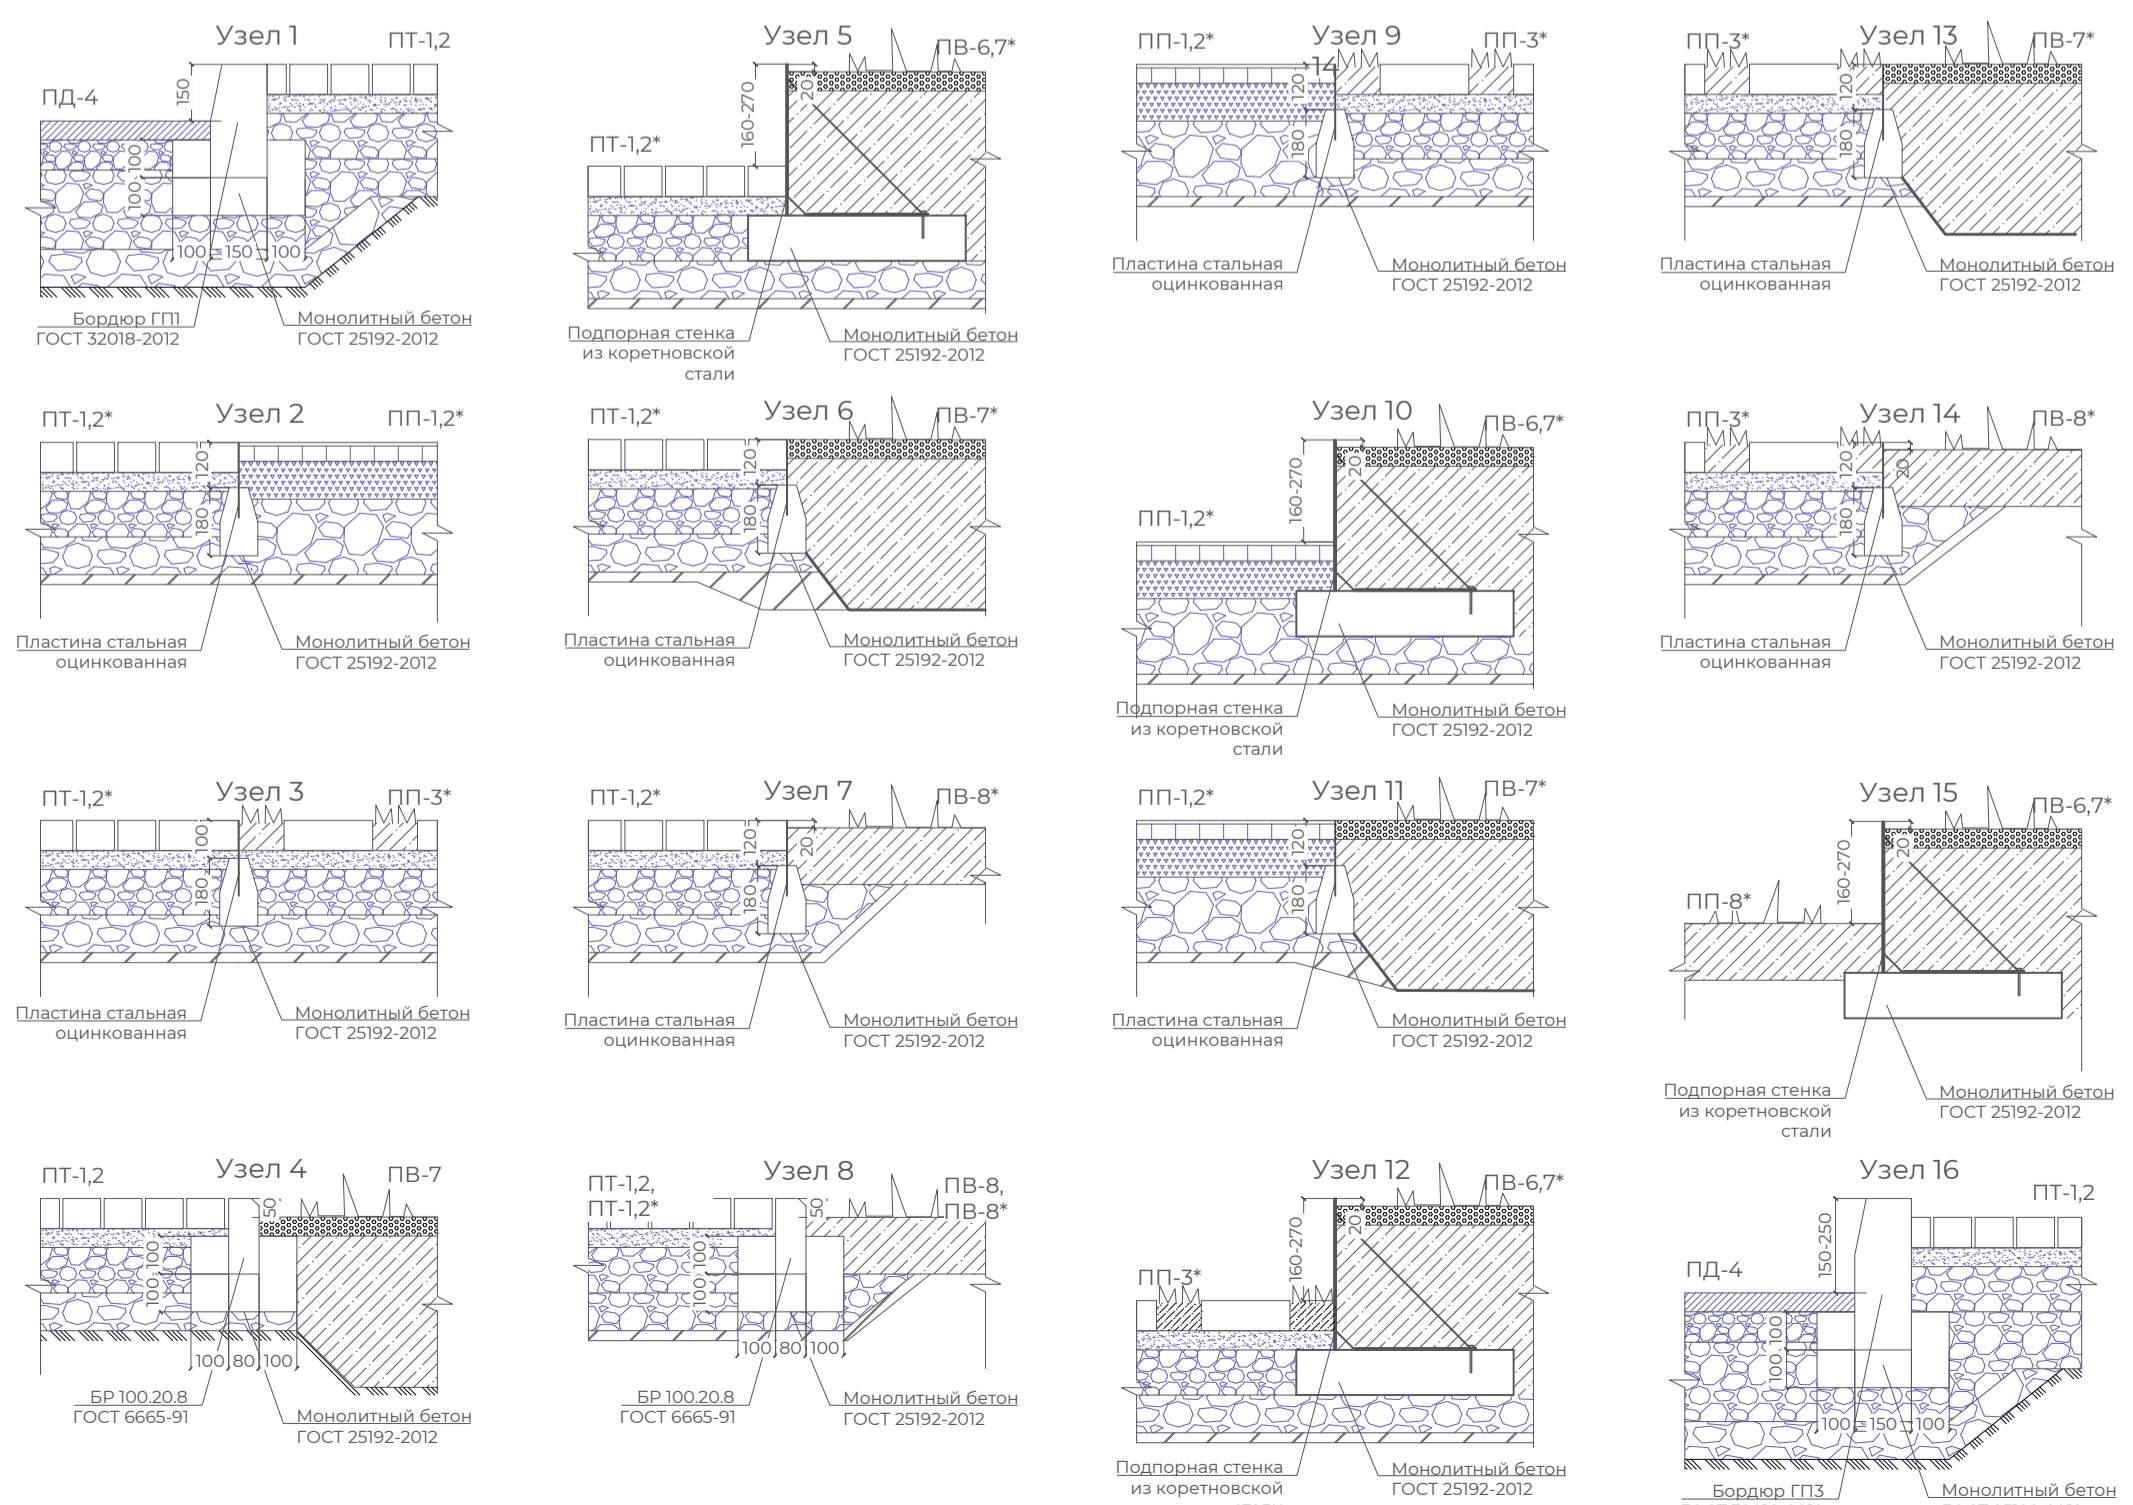 Узел 1
ПТ-1,2
ПД-4
150
100
100
100
150
100
Бордюр ГП1
ГОСТ 32018-2012
Монолитный бетон
ГОСТ 25192-2012
Узел 5
ПВ-6,7*
ПТ-1,2*
160-270
20
Подпорная стенка
из коретновской
стали
Монолитный бетон
ГОСТ 25192-2012
Узел 9
14
ПП-1,2*
ПП-3*
120
180
Пластина стальная
оцинкованная
Монолитный бетон
ГОСТ 25192-2012
Узел 13
ПП-3*
ПВ-7*
120
180
Пластина стальная
оцинкованная
Монолитный бетон
ГОСТ 25192-2012
Узел 2
ПТ-1,2*
ПП-1,2*
120
180
Пластина стальная
оцинкованная
Монолитный бетон
ГОСТ 25192-2012
Узел 6
ПТ-1,2*
ПВ-7*
120
180
Пластина стальная
оцинкованная
Монолитный бетон
ГОСТ 25192-2012
Узел 10
ПВ-6,7*
ПП-1,2*
160-270
20
Подпорная стенка
из коретновской
стали
Монолитный бетон
ГОСТ 25192-2012
Узел 14
ПП-3*
ПВ-8*
120
20
180
Пластина стальная
оцинкованная
Монолитный бетон
ГОСТ 25192-2012
Узел 3
ПТ-1,2*
ПП-3*
100
180
Пластина стальная
оцинкованная
Монолитный бетон
ГОСТ 25192-2012
Узел 7
ПТ-1,2*
ПВ-8*
120
20
180
Пластина стальная
оцинкованная
Монолитный бетон
ГОСТ 25192-2012
Узел 11
ПП-1,2*
ПВ-7*
120
180
Пластина стальная
оцинкованная
Монолитный бетон
ГОСТ 25192-2012
Узел 15
ПВ-6,7*
ПП-8*
160-270
20
Подпорная стенка
из коретновской
стали
Монолитный бетон
ГОСТ 25192-2012
Узел 4
ПТ-1,2
ПВ-7
50
100
100
100
80
100
БР 100.20.8
ГОСТ 6665-91
Монолитный бетон
ГОСТ 25192-2012
Узел 8
ПТ-1,2,
ПТ-1,2*
ПВ-8,
ПВ-8*
50
100
100
100
80
100
БР 100.20.8
ГОСТ 6665-91
Монолитный бетон
ГОСТ 25192-2012
Узел 12
ПВ-6,7*
ПП-3*
160-270
20
Подпорная стенка
из коретновской
Монолитный бетон
ГОСТ 25192-2012
Узел 16
ПТ-1,2
ПД-4
150-250
100
100
100
150
100
Бордюр ГП3
Монолитный бетон